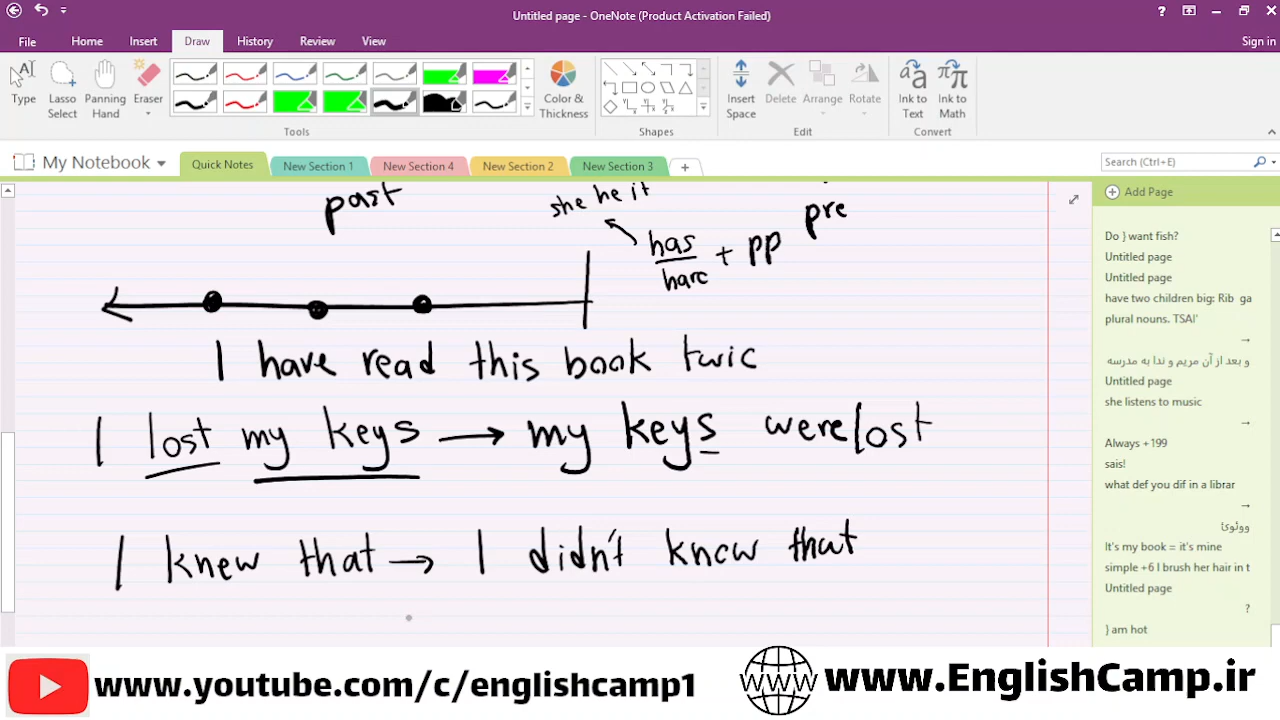 Untitled page - OneNote (Product Activation Failed)
File Home Insert Draw History Review View Sign in
Type
Lasso Select
Panning Hand
Eraser
Color & Thickness
Insert Space
Delete
Arrange
Rotate
Ink to Text
Ink to Math
Tools Shapes Edit Convert
My Notebook Quick Notes New Section 1 New Section 4 New Section 2 New Section 3
Search (Ctrl+E)
past
she he it
pre
has
have + pp
I have read this book twic
I lost my keys → my keys were lost
I knew that → I didn't know that
Add Page
Do } want fish?
Untitled page
Untitled page
have two children big: Rib ga
plural nouns. TSAI'
→
و بعد از آن مریم و ندا به مدرسه
Untitled page
she listens to music
→
Always +199
sais!
what def you dif in a librar
→
It's my book = it's mine
simple +6 I brush her hair in t
Untitled page
?
} am hot
www.youtube.com/c/englishcamp1
WWW
www.EnglishCamp.ir